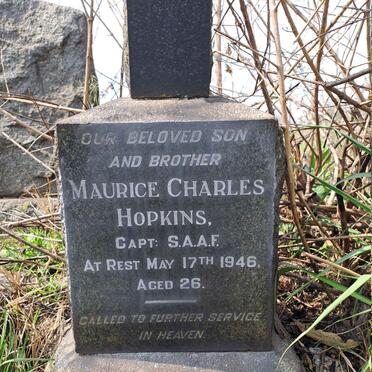 OUR BELOVED SON
AND BROTHER
MAURICE CHARLES
HOPKINS,
CAPT: S.A.A.F.
AT REST MAY 17TH 1946,
AGED 26.
CALLED TO FURTHER SERVICE
IN HEAVEN.